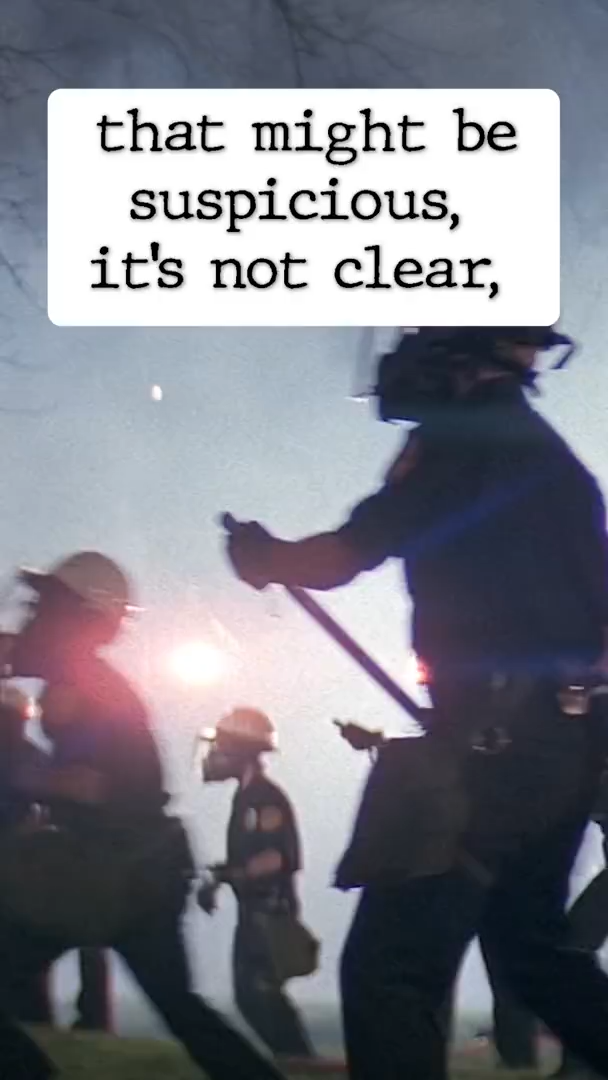 that might be
suspicious,
it's not clear,